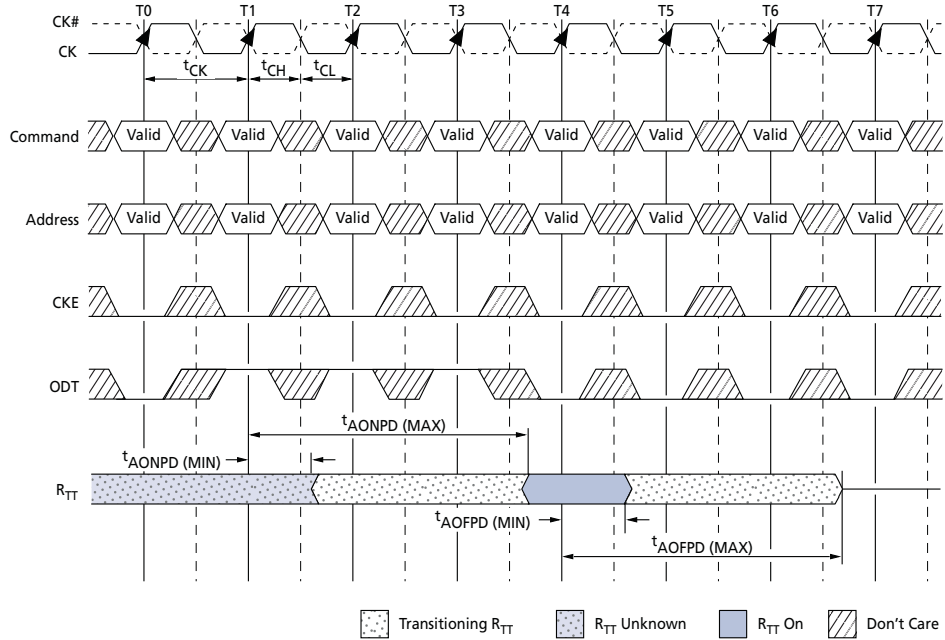 T0 T1 T2 T3 T4 T5 T6 T7
CK#
CK
tCK tCH tCL
Command Valid Valid Valid Valid Valid Valid Valid Valid
Address Valid Valid Valid Valid Valid Valid Valid Valid
CKE
ODT
tAONPD (MAX)
tAONPD (MIN)
RTT
tAOFPD (MIN)
tAOFPD (MAX)
Transitioning RTT RTT Unknown RTT On Don't Care